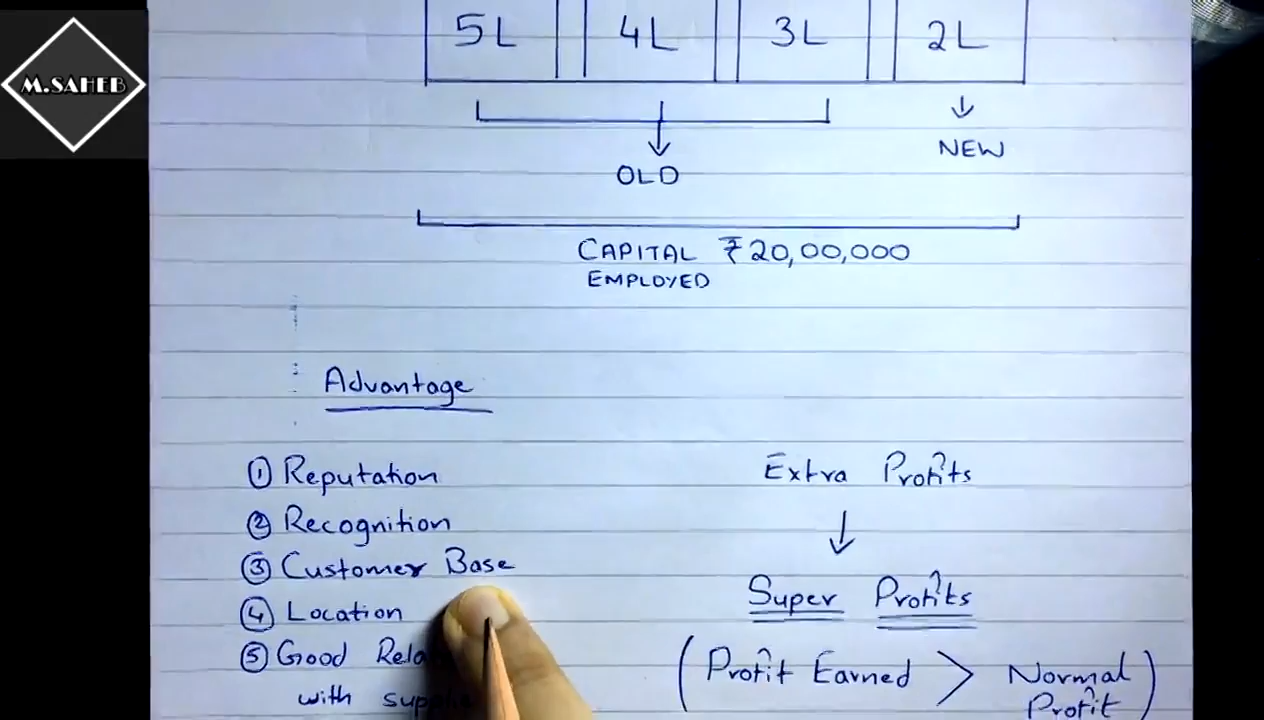 M.SAHEB
5L 4L 3L 2L
OLD
NEW
CAPITAL ₹20,00,000
EMPLOYED
Advantage
① Reputation
② Recognition
③ Customer Base
④ Location
⑤ Good
with
Extra Profits
Super Profits
(Profit Earned > Normal
Profit)